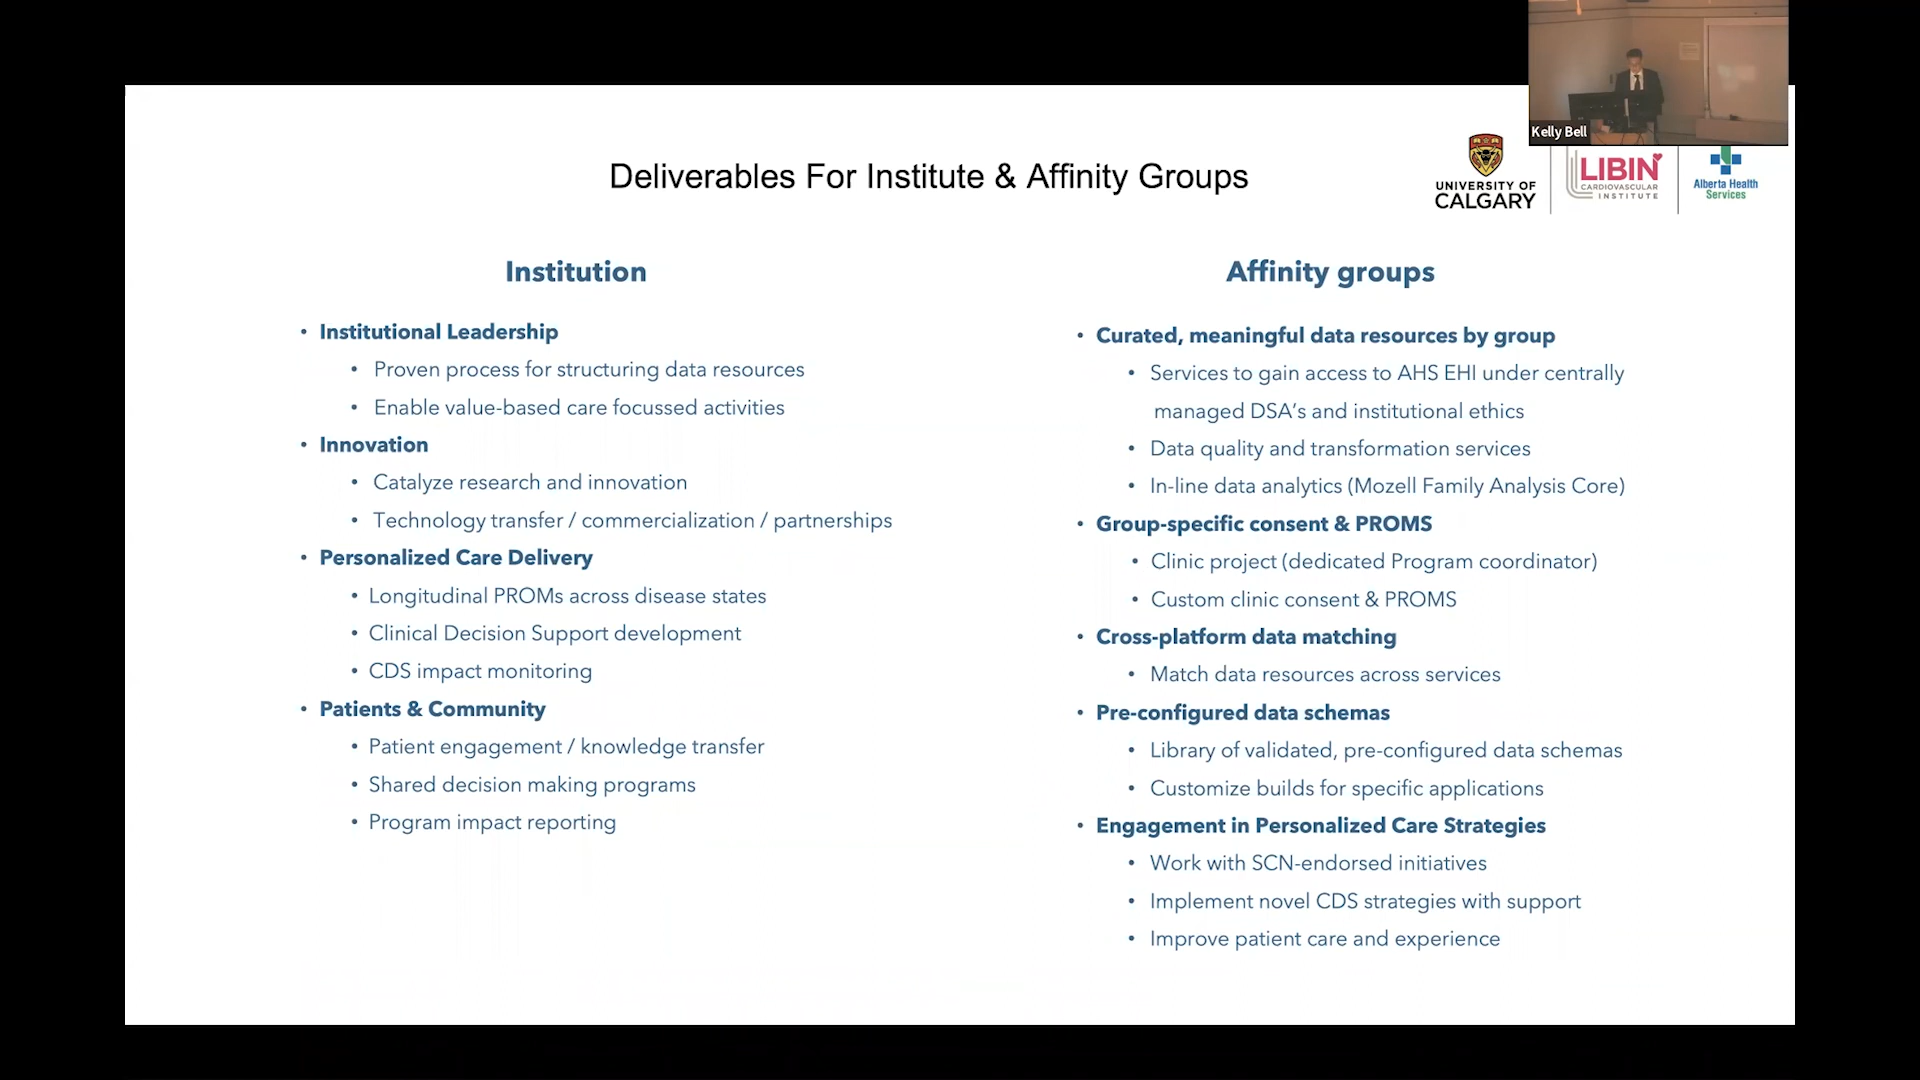 Kelly Bell
Deliverables For Institute & Affinity Groups
UNIVERSITY OF
CALGARY
LIBIN
CARDIOVASCULAR
INSTITUTE
Alberta Health
Services
Institution
• Institutional Leadership
• Proven process for structuring data resources
• Enable value-based care focussed activities
• Innovation
• Catalyze research and innovation
• Technology transfer / commercialization / partnerships
• Personalized Care Delivery
• Longitudinal PROMs across disease states
• Clinical Decision Support development
• CDS impact monitoring
• Patients & Community
• Patient engagement / knowledge transfer
• Shared decision making programs
• Program impact reporting
Affinity groups
• Curated, meaningful data resources by group
• Services to gain access to AHS EHI under centrally
managed DSA’s and institutional ethics
• Data quality and transformation services
• In-line data analytics (Mozell Family Analysis Core)
• Group-specific consent & PROMS
• Clinic project (dedicated Program coordinator)
• Custom clinic consent & PROMS
• Cross-platform data matching
• Match data resources across services
• Pre-configured data schemas
• Library of validated, pre-configured data schemas
• Customize builds for specific applications
• Engagement in Personalized Care Strategies
• Work with SCN-endorsed initiatives
• Implement novel CDS strategies with support
• Improve patient care and experience